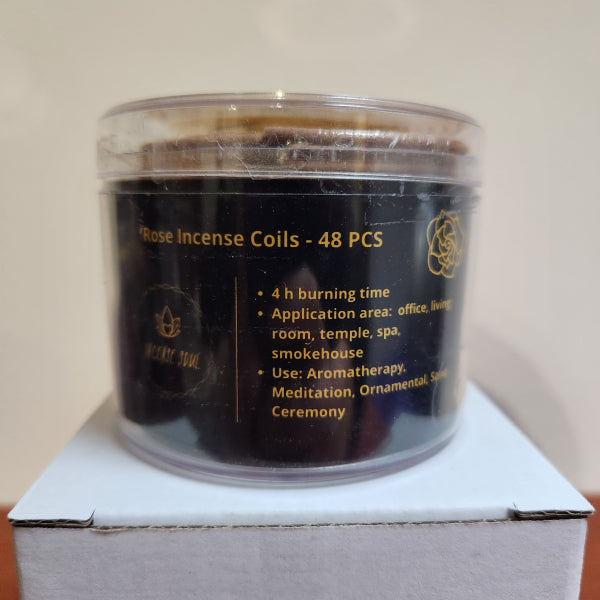 Rose Incense Coils - 48 PCS
• 4 h burning time
• Application area: office, living
room, temple, spa,
smokehouse
• Use: Aromatherapy,
Meditation, Ornamental,
Ceremony
SOUL